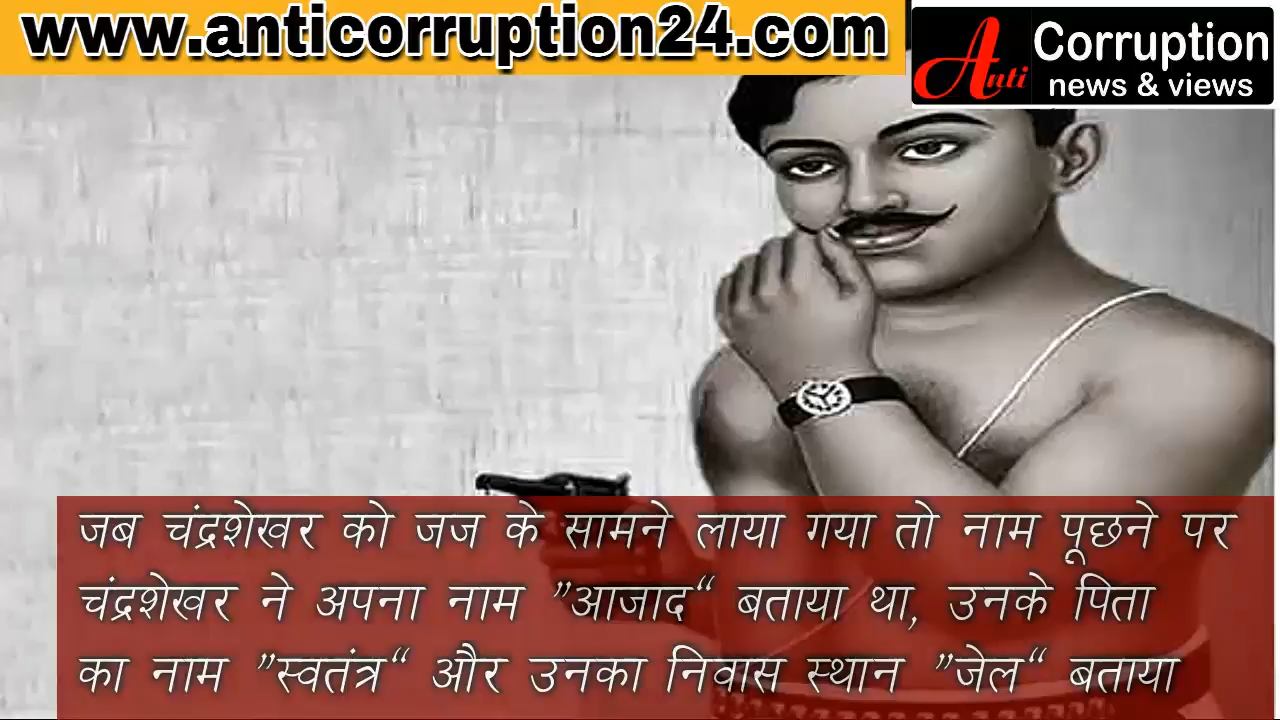 www.anticorruption24.com
Anti Corruption
news & views
जब चंद्रशेखर को जज के सामने लाया गया तो नाम पूछने पर
चंद्रशेखर ने अपना नाम ”आजाद“ बताया था, उनके पिता
का नाम ”स्वतंत्र“ और उनका निवास स्थान ”जेल“ बताया